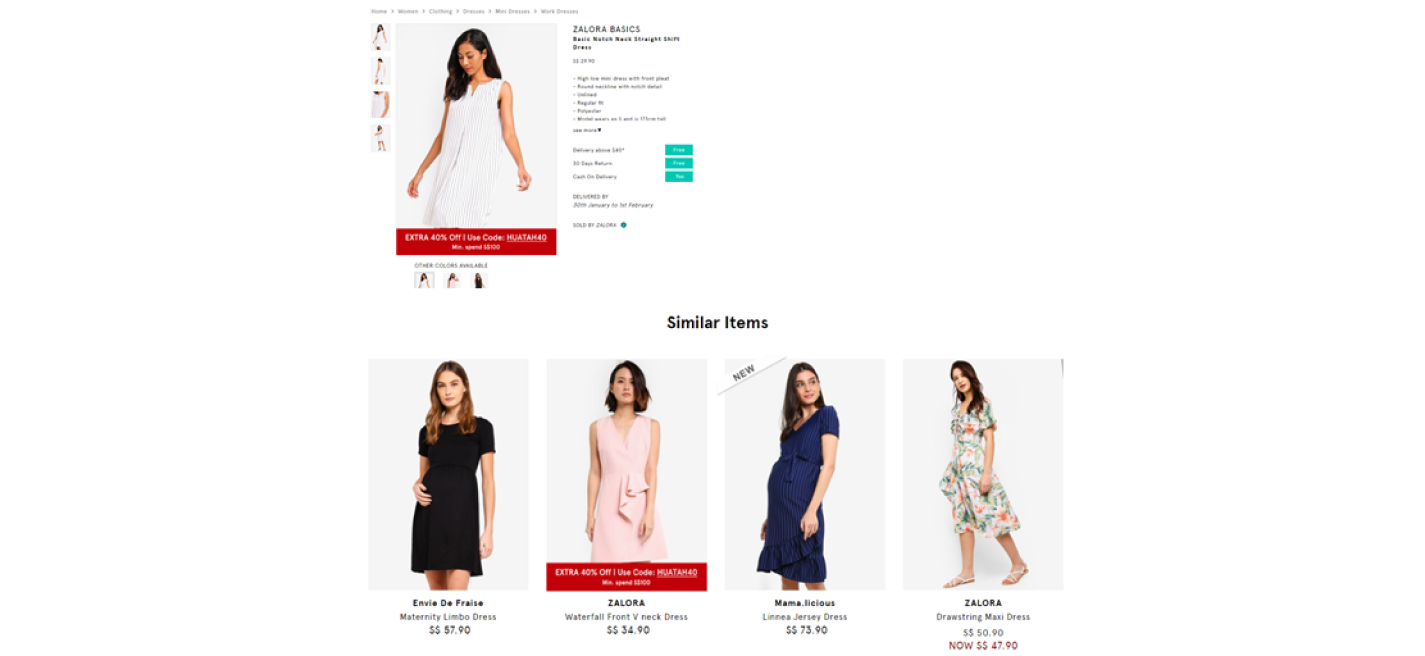 Home > Women > Clothing > Dresses > Mini Dresses > Work Dresses
ZALORA BASICS
Basic Notch Neck Straight Shift
Dress
S$ 29.90
- High low mini dress with front pleat
- Round neckline with notch detail
- Unlined
- Regular fit
- Polyester
- Model wears an S and is 173cm tall
see more
Delivery above $40* Free
30 Days Return Free
Cash On Delivery Yes
DELIVERED BY
30th January to 1st February
SOLD BY ZALORA
EXTRA 40% Off | Use Code: HUATAH40
Min. spend S$100
OTHER COLORS AVAILABLE
Similar Items
NEW
EXTRA 40% Off | Use Code: HUATAH40
Min. spend S$100
Envie De Fraise
Maternity Limbo Dress
S$ 57.90
ZALORA
Waterfall Front V neck Dress
S$ 34.90
Mama.licious
Linnea Jersey Dress
S$ 73.90
ZALORA
Drawstring Maxi Dress
S$ 50.90
NOW S$ 47.90